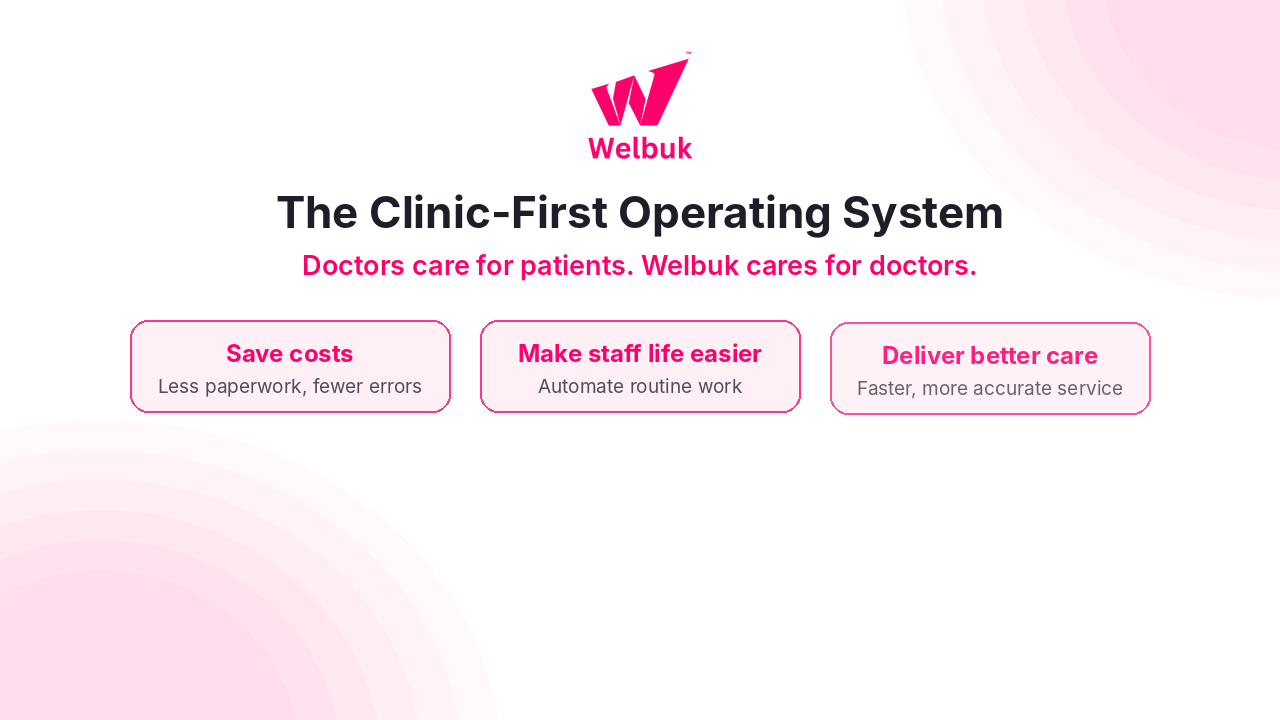 ™
Welbuk
The Clinic-First Operating System
Doctors care for patients. Welbuk cares for doctors.
Save costs
Less paperwork, fewer errors
Make staff life easier
Automate routine work
Deliver better care
Faster, more accurate service